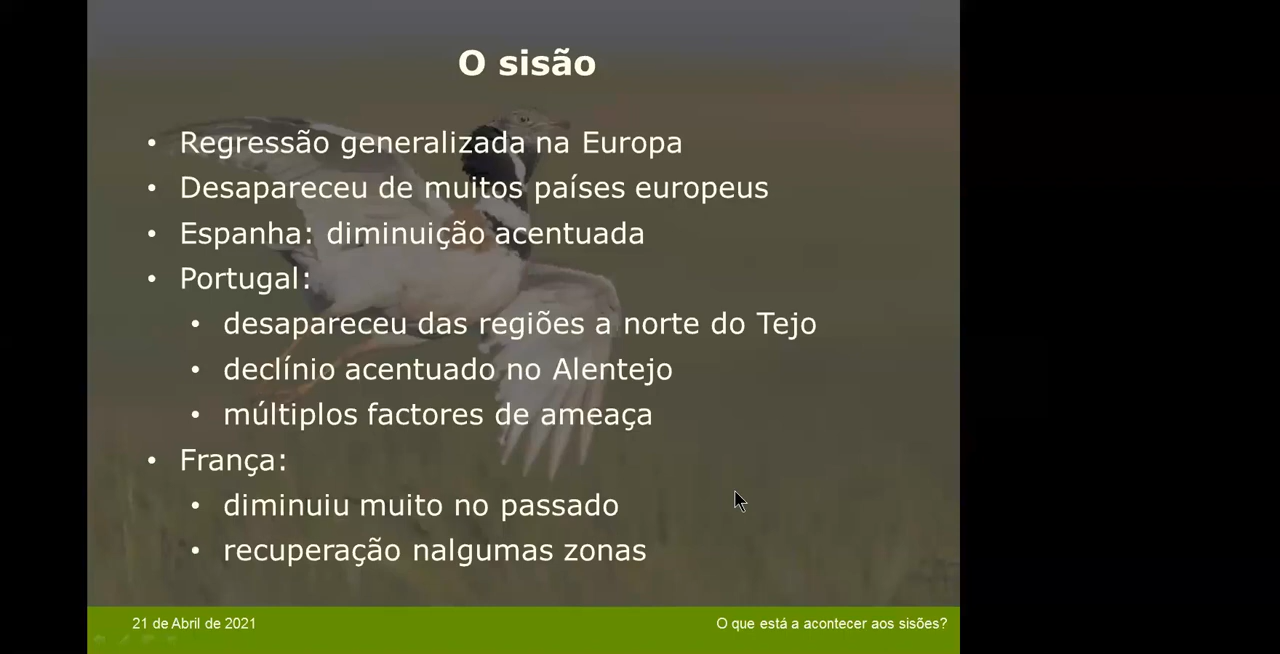 O sisão
• Regressão generalizada na Europa
• Desapareceu de muitos países europeus
• Espanha: diminuição acentuada
• Portugal:
• desapareceu das regiões a norte do Tejo
• declínio acentuado no Alentejo
• múltiplos factores de ameaça
• França:
• diminuiu muito no passado
• recuperação nalgumas zonas
21 de Abril de 2021
O que está a acontecer aos sisões?